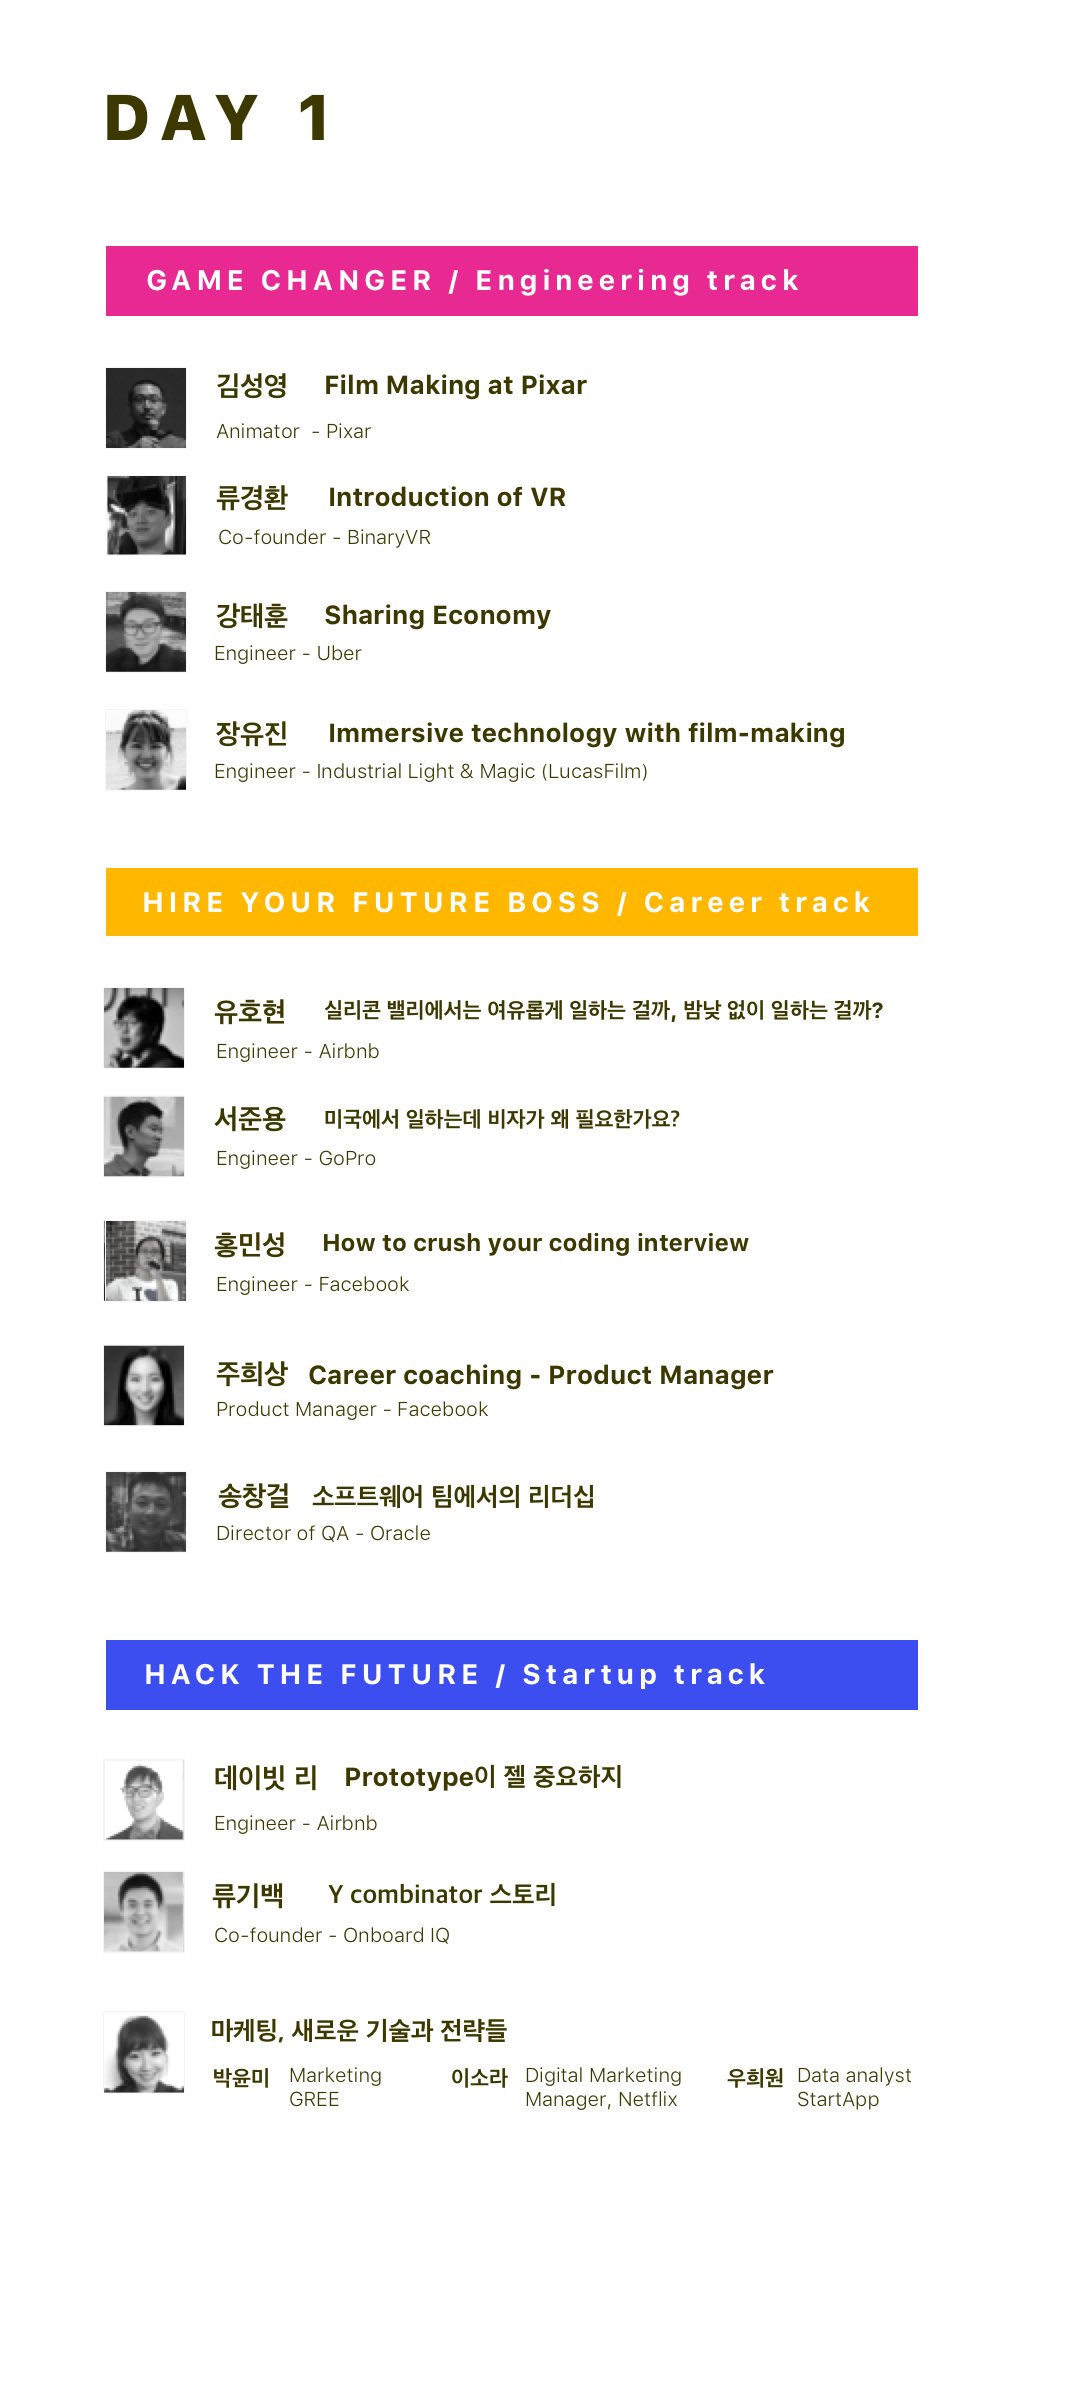 DAY 1
GAME CHANGER / Engineering track
김성영 Film Making at Pixar
Animator - Pixar
류경환 Introduction of VR
Co-founder - BinaryVR
강태훈 Sharing Economy
Engineer - Uber
장유진 Immersive technology with film-making
Engineer - Industrial Light & Magic (LucasFilm)
HIRE YOUR FUTURE BOSS / Career track
유호현 실리콘 밸리에서는 여유롭게 일하는 걸까, 밤낮 없이 일하는 걸까?
Engineer - Airbnb
서준용 미국에서 일하는데 비자가 왜 필요한가요?
Engineer - GoPro
홍민성 How to crush your coding interview
Engineer - Facebook
주희상 Career coaching - Product Manager
Product Manager - Facebook
송창걸 소프트웨어 팀에서의 리더십
Director of QA - Oracle
HACK THE FUTURE / Startup track
데이빗 리 Prototype이 젤 중요하지
Engineer - Airbnb
류기백 Y combinator 스토리
Co-founder - Onboard IQ
마케팅, 새로운 기술과 전략들
박윤미 Marketing 이소라 Digital Marketing 우희원 Data analyst
GREE Manager, Netflix StartApp